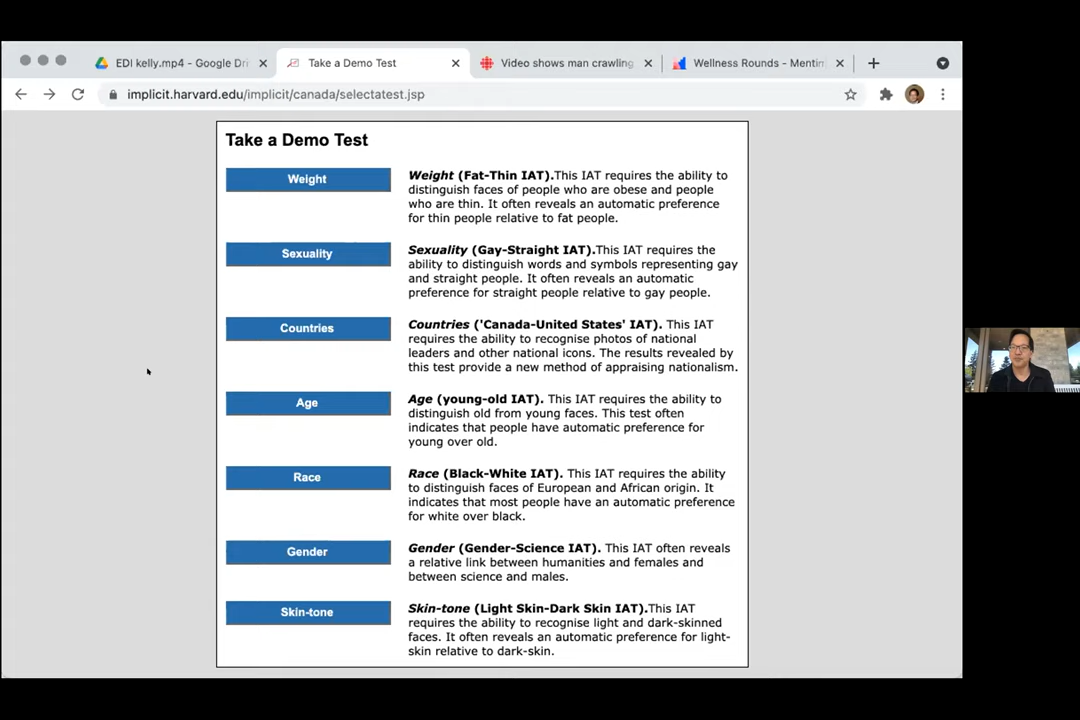 EDI kelly.mp4 - Google Dri
Take a Demo Test
Video shows man crawling
Wellness Rounds - Mentim
implicit.harvard.edu/implicit/canada/selectatest.jsp
Take a Demo Test
Weight
Weight (Fat-Thin IAT).This IAT requires the ability to
distinguish faces of people who are obese and people
who are thin. It often reveals an automatic preference
for thin people relative to fat people.
Sexuality
Sexuality (Gay-Straight IAT).This IAT requires the
ability to distinguish words and symbols representing gay
and straight people. It often reveals an automatic
preference for straight people relative to gay people.
Countries
Countries ('Canada-United States' IAT). This IAT
requires the ability to recognise photos of national
leaders and other national icons. The results revealed by
this test provide a new method of appraising nationalism.
Age
Age (young-old IAT). This IAT requires the ability to
distinguish old from young faces. This test often
indicates that people have automatic preference for
young over old.
Race
Race (Black-White IAT). This IAT requires the ability
to distinguish faces of European and African origin. It
indicates that most people have an automatic preference
for white over black.
Gender
Gender (Gender-Science IAT). This IAT often reveals
a relative link between humanities and females and
between science and males.
Skin-tone
Skin-tone (Light Skin-Dark Skin IAT).This IAT
requires the ability to recognise light and dark-skinned
faces. It often reveals an automatic preference for light-
skin relative to dark-skin.